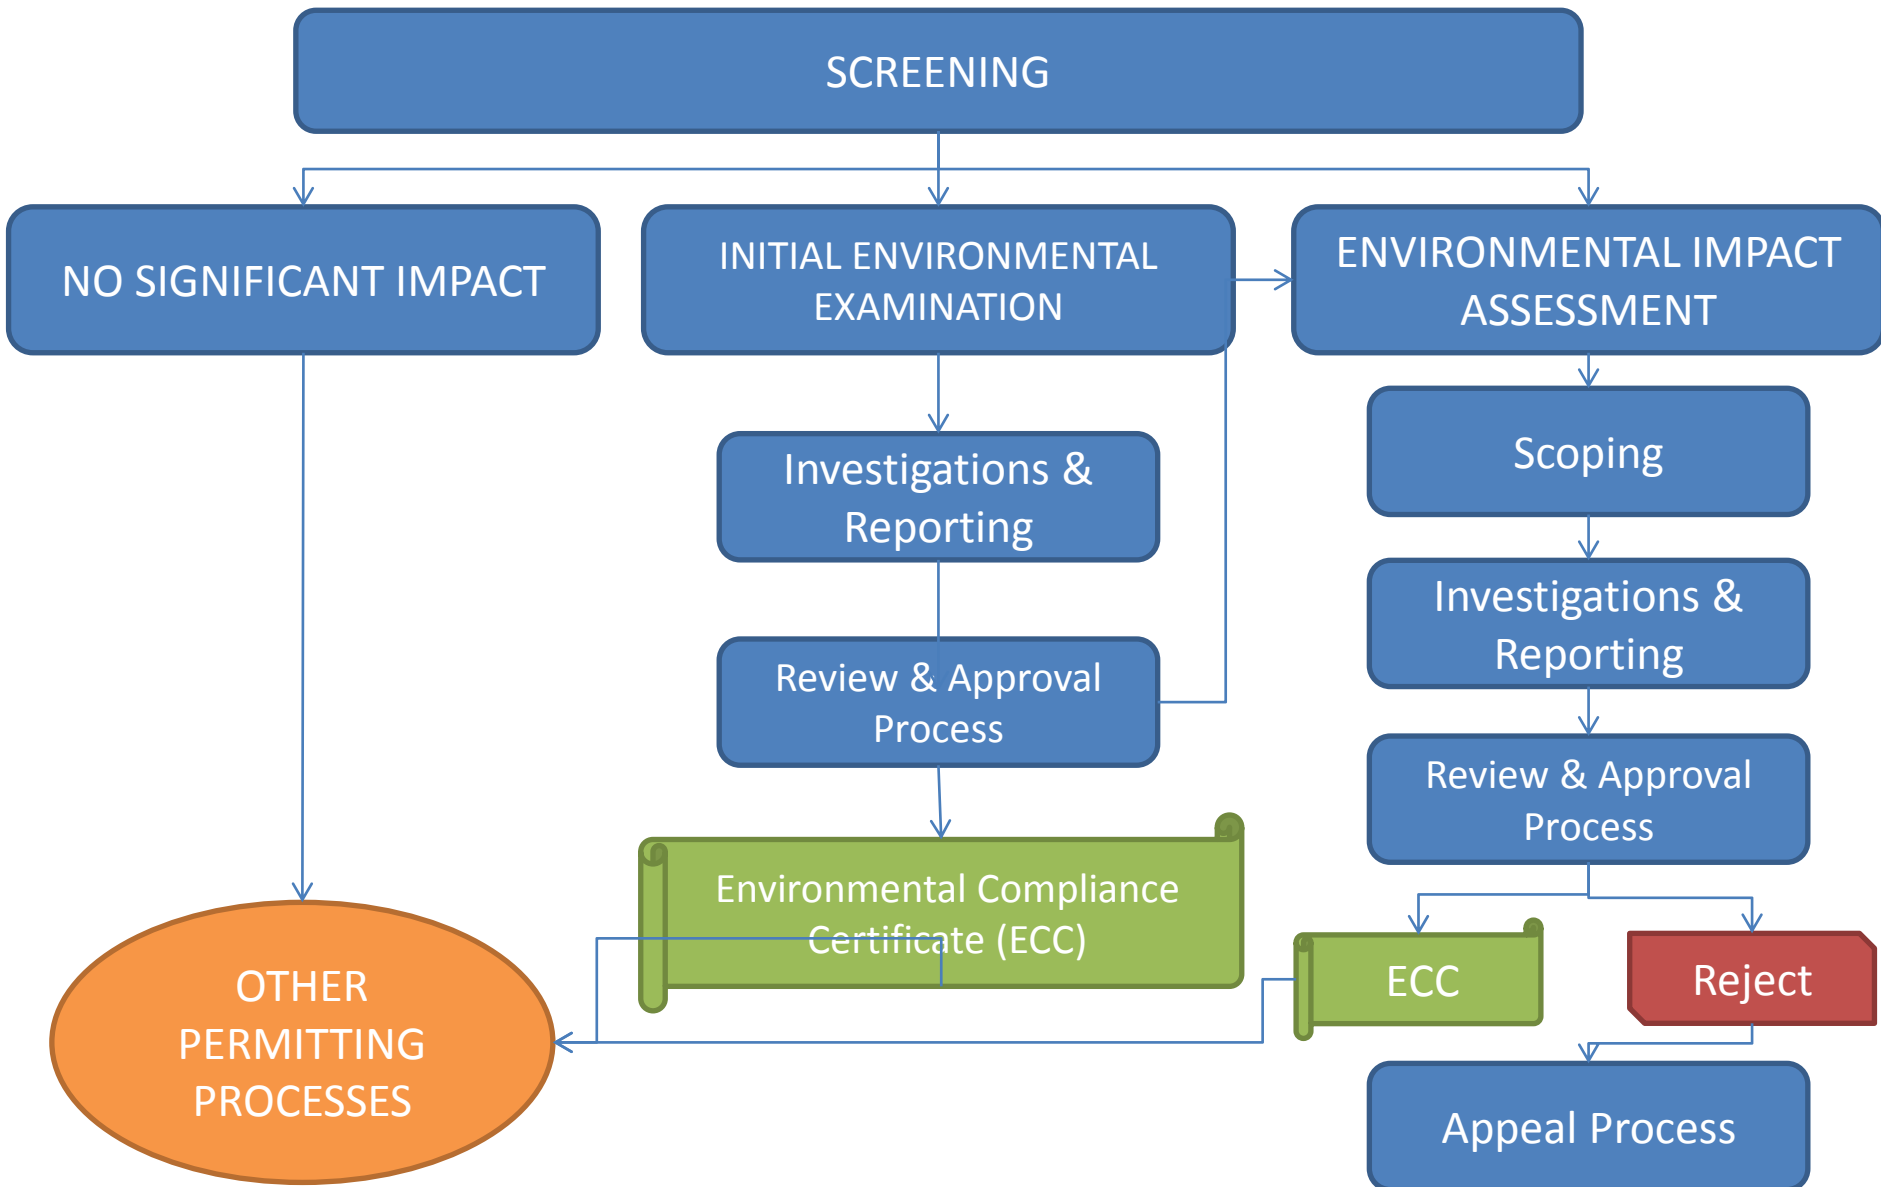 SCREENING
NO SIGNIFICANT IMPACT
INITIAL ENVIRONMENTAL
EXAMINATION
ENVIRONMENTAL IMPACT
ASSESSMENT
Investigations &
Reporting
Review & Approval
Process
Environmental Compliance
Certificate (ECC)
Scoping
Investigations &
Reporting
Review & Approval
Process
ECC
Reject
Appeal Process
OTHER
PERMITTING
PROCESSES